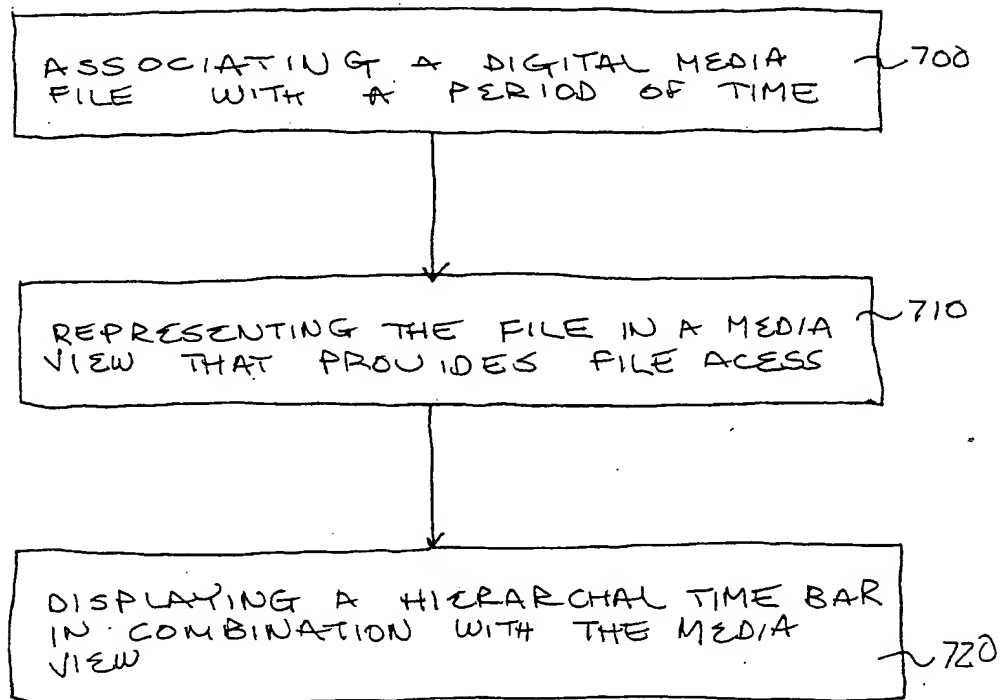 ASSOCIATING A DIGITAL MEDIA
FILE WITH A PERIOD OF TIME
700
REPRESENTING THE FILE IN A MEDIA
VIEW THAT PROVIDES FILE ACESS
710
DISPLAYING A HIERARCHAL TIME BAR
IN COMBINATION WITH THE MEDIA
VIEW
720